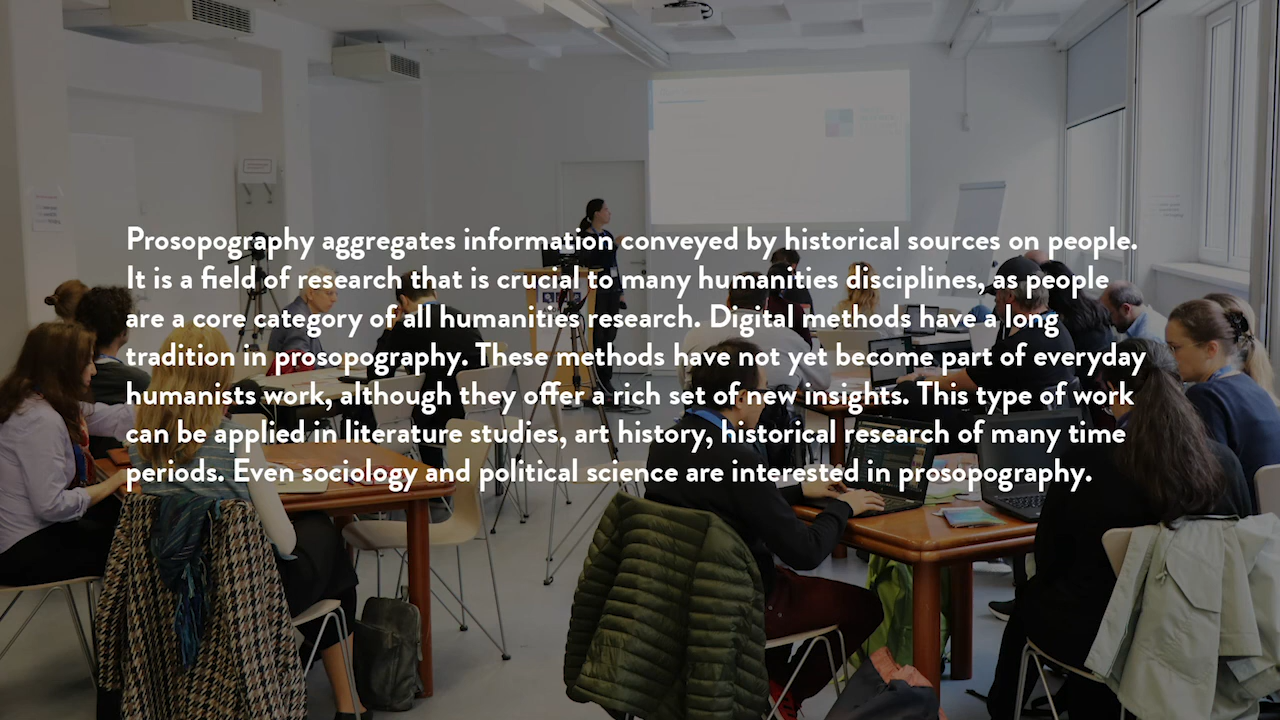 Prosopography aggregates information conveyed by historical sources on people.
It is a field of research that is crucial to many humanities disciplines, as people
are a core category of all humanities research. Digital methods have a long
tradition in prosopography. These methods have not yet become part of everyday
humanists work, although they offer a rich set of new insights. This type of work
can be applied in literature studies, art history, historical research of many time
periods. Even sociology and political science are interested in prosopography.